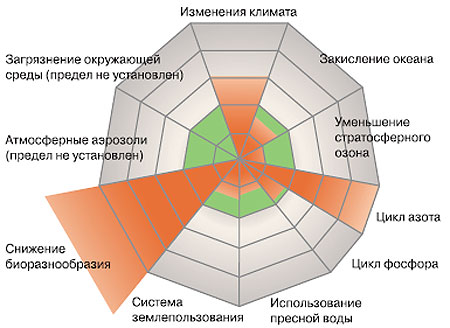 Изменения климата
Загрязнение окружающей
среды (предел не установлен)
Закисление океана
Атмосферные аэрозоли
(предел не установлен)
Уменьшение
стратосферного
озона
Цикл азота
Снижение
биоразнообразия
Цикл фосфора
Система
землепользования
Использование
пресной воды